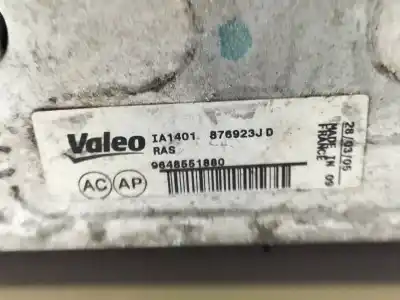 Valeo
IA1401. 876923J D
RAS
9648551880
AC AP
28/03/05
MADE IN 09
FRANCE